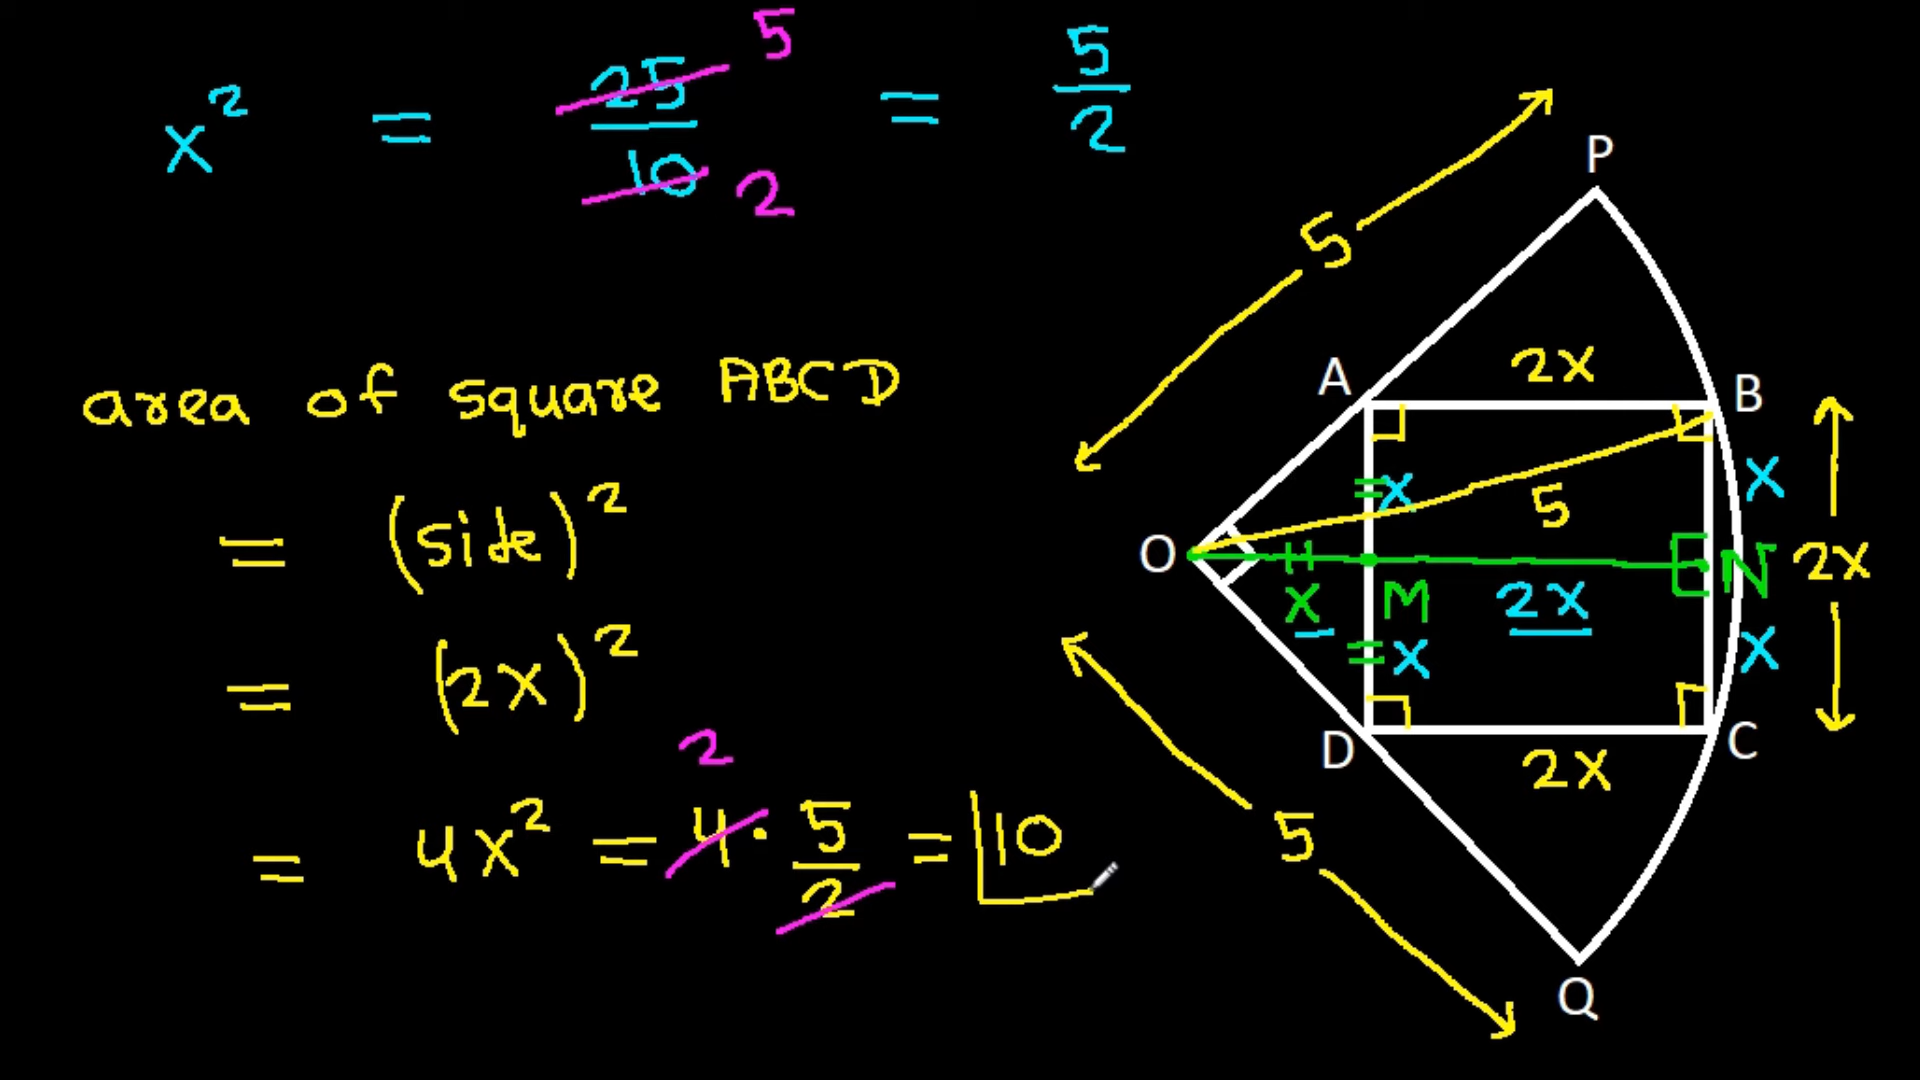 x² = 25/10 = 5/2
5
2
area of square ABCD
= (side)²
= (2x)²
2
= 4x² = 4 · 5/2 = 10
P
5
2x
A
B
x
x
5
O
M
N
2x
x
2x
x
x
D
C
2x
5
Q